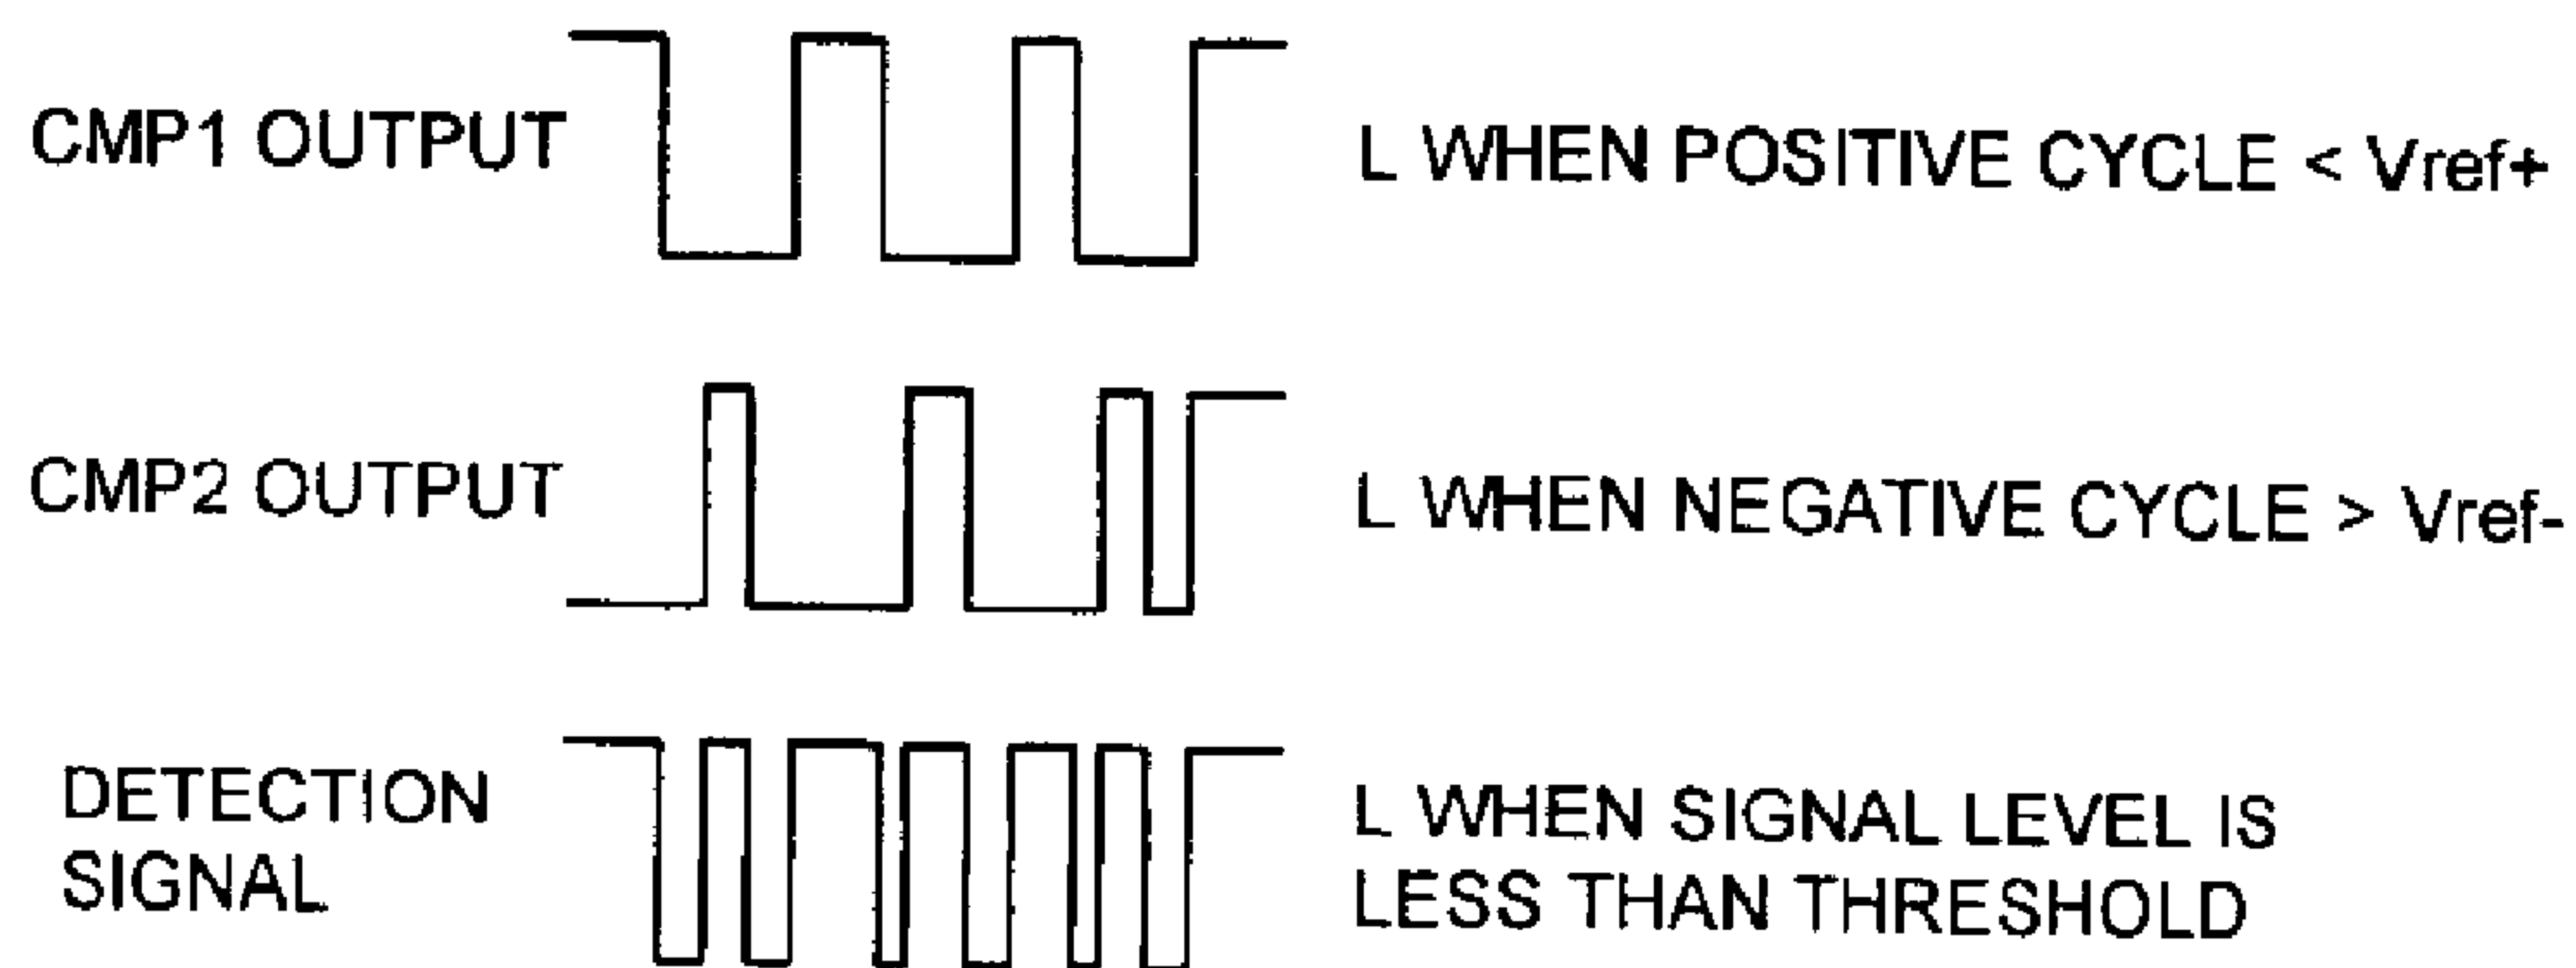 CMP1 OUTPUT
L WHEN POSITIVE CYCLE < Vref+
CMP2 OUTPUT
L WHEN NEGATIVE CYCLE > Vref-
DETECTION
SIGNAL
L WHEN SIGNAL LEVEL IS
LESS THAN THRESHOLD